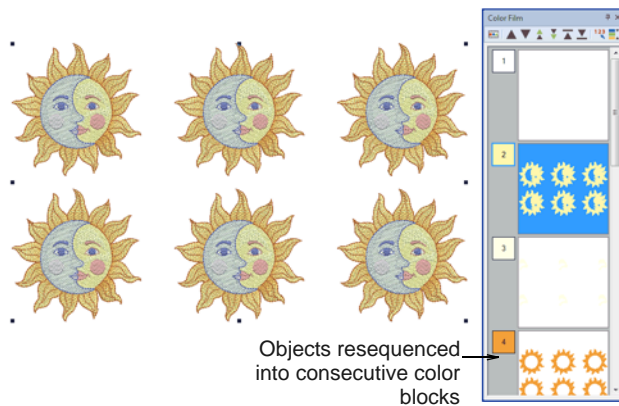 Color Film
1
2
3
4
Objects resequenced
into consecutive color
blocks